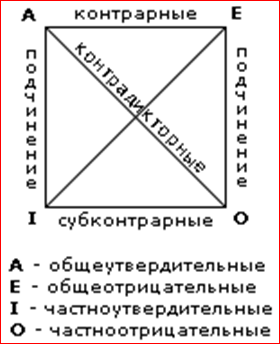 А контрарные Е
подчинение
контрадикторные
подчинение
I субконтрарные О
А - общеутвердительные
Е - общеотрицательные
I - частноутвердительные
О - частноотрицательные